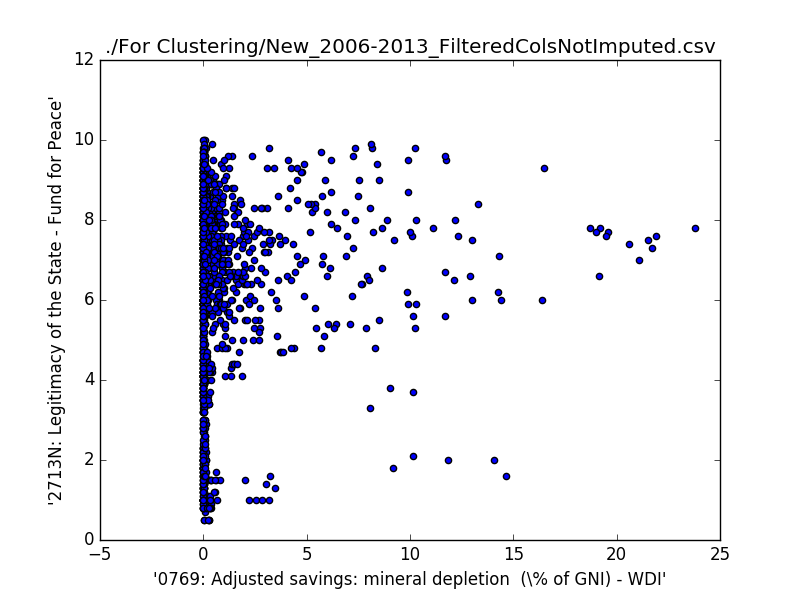 ./For Clustering/New_2006-2013_FilteredColsNotImputed.csv
'2713N: Legitimacy of the State - Fund for Peace'
12
10
8
6
4
2
0
−5 0 5 10 15 20 25
'0769: Adjusted savings: mineral depletion  (\% of GNI) - WDI'